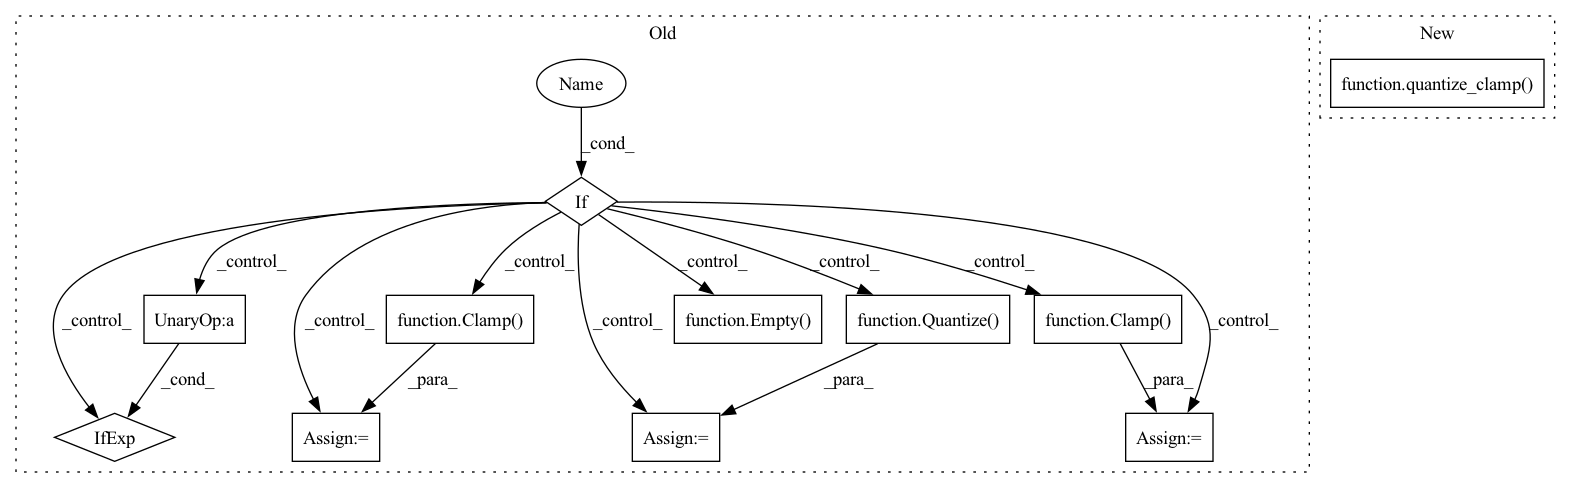 Old
New
Name
function.quantize_clamp()
_cond_
If
_control_
_control_
_control_
_control_
_control_
_control_
_control_
_control_
UnaryOp:a
function.Clamp()
function.Empty()
function.Quantize()
function.Clamp()
_cond_
_para_
_para_
_para_
IfExp
Assign:=
Assign:=
Assign:=